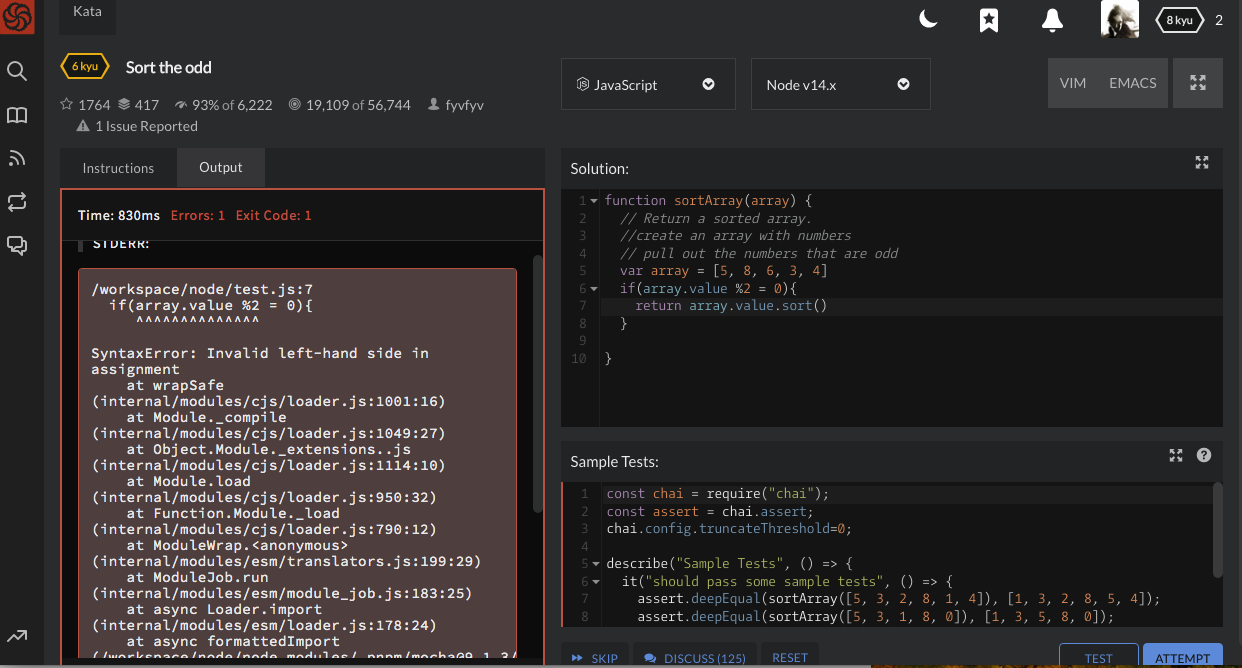 Kata
8 kyu
2
6 kyu
Sort the odd
1764 417 93% of 6,222 19,109 of 56,744 fyvfyv
1 Issue Reported
JavaScript
Node v14.x
VIM EMACS
Instructions Output
Time: 830ms Errors: 1 Exit Code: 1
STDERR:
/workspace/node/test.js:7
  if(array.value %2 = 0){
     ^^^^^^^^^^^^^^
SyntaxError: Invalid left-hand side in
assignment
    at wrapSafe
(internal/modules/cjs/loader.js:1001:16)
    at Module._compile
(internal/modules/cjs/loader.js:1049:27)
    at Object.Module._extensions..js
(internal/modules/cjs/loader.js:1114:10)
    at Module.load
(internal/modules/cjs/loader.js:950:32)
    at Function.Module._load
(internal/modules/cjs/loader.js:790:12)
    at ModuleWrap.<anonymous>
(internal/modules/esm/translators.js:199:29)
    at ModuleJob.run
(internal/modules/esm/module_job.js:183:25)
    at async Loader.import
(internal/modules/esm/loader.js:178:24)
    at async formattedImport
(/workspace/node/node_modules/.pnpm/mocha@9.1.3/
Solution:
1 function sortArray(array) {
2   // Return a sorted array.
3   //create an array with numbers
4   // pull out the numbers that are odd
5   var array = [5, 8, 6, 3, 4]
6   if(array.value %2 = 0){
7     return array.value.sort()
8   }
9
10 }
Sample Tests:
1 const chai = require("chai");
2 const assert = chai.assert;
3 chai.config.truncateThreshold=0;
4
5 describe("Sample Tests", () => {
6   it("should pass some sample tests", () => {
7     assert.deepEqual(sortArray([5, 3, 2, 8, 1, 4]), [1, 3, 2, 8, 5, 4]);
8     assert.deepEqual(sortArray([5, 3, 1, 8, 0]), [1, 3, 5, 8, 0]);
SKIP DISCUSS (125) RESET TEST ATTEMPT